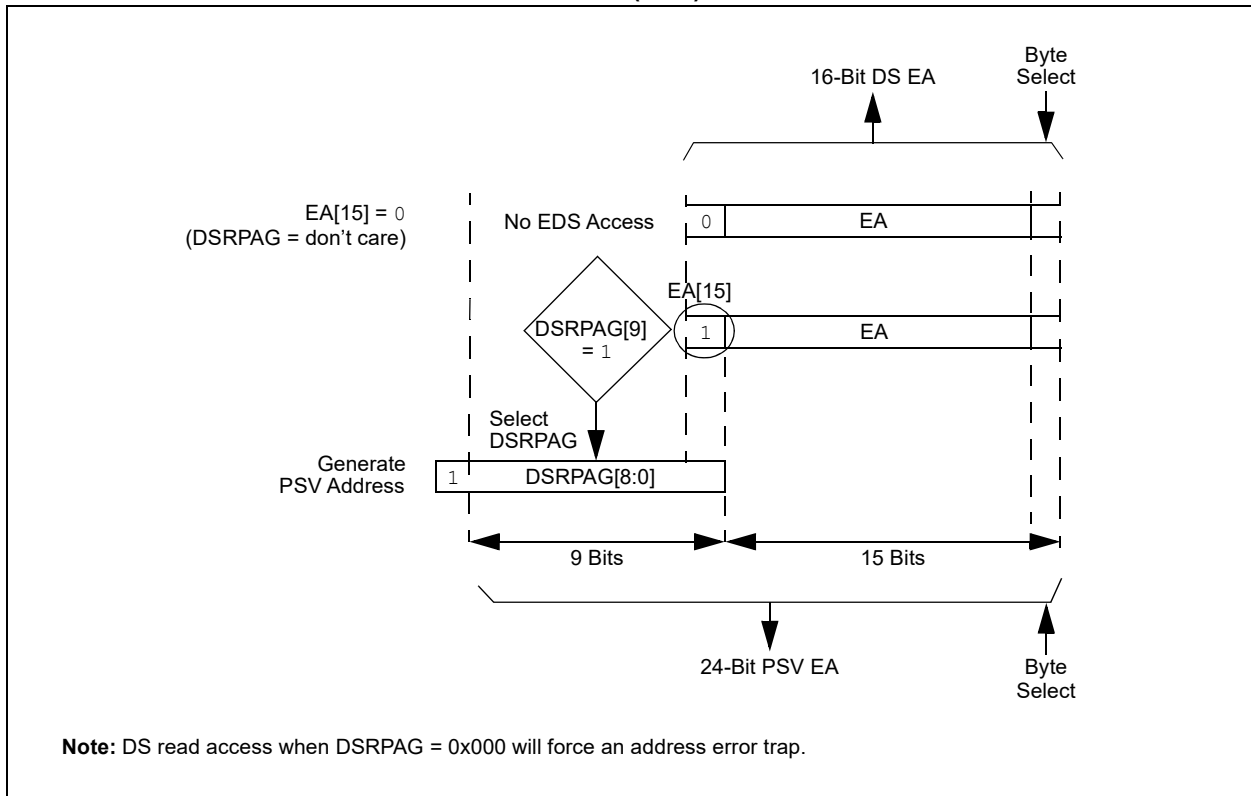 16-Bit DS EA
Byte
Select
EA[15] = 0
(DSRPAG = don't care)
No EDS Access
0
EA
EA[15]
DSRPAG[9]
= 1
1
EA
Select
DSRPAG
Generate
PSV Address
1
DSRPAG[8:0]
9 Bits
15 Bits
24-Bit PSV EA
Byte
Select
Note: DS read access when DSRPAG = 0x000 will force an address error trap.